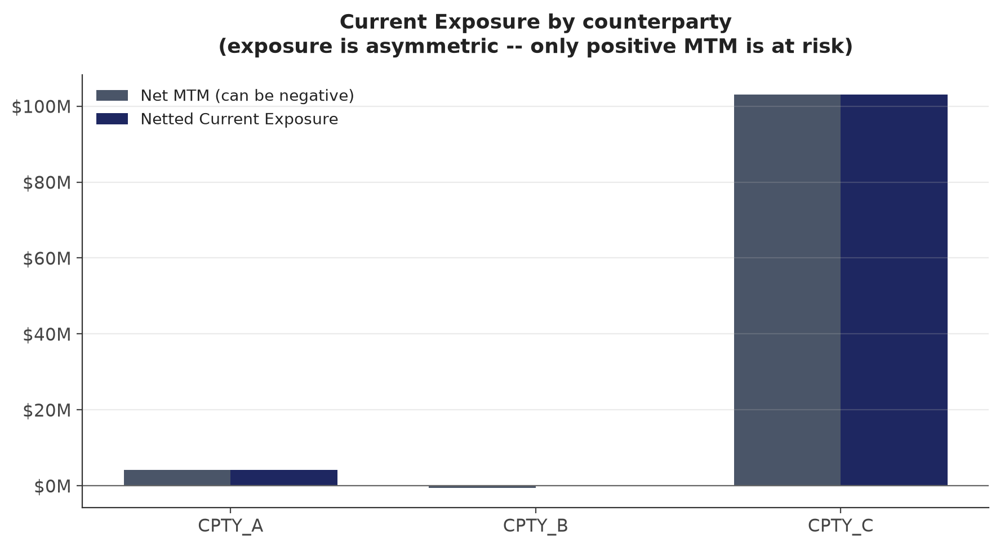 Current Exposure by counterparty
(exposure is asymmetric -- only positive MTM is at risk)
Net MTM (can be negative)
Netted Current Exposure
$100M
$80M
$60M
$40M
$20M
$0M
CPTY_A
CPTY_B
CPTY_C